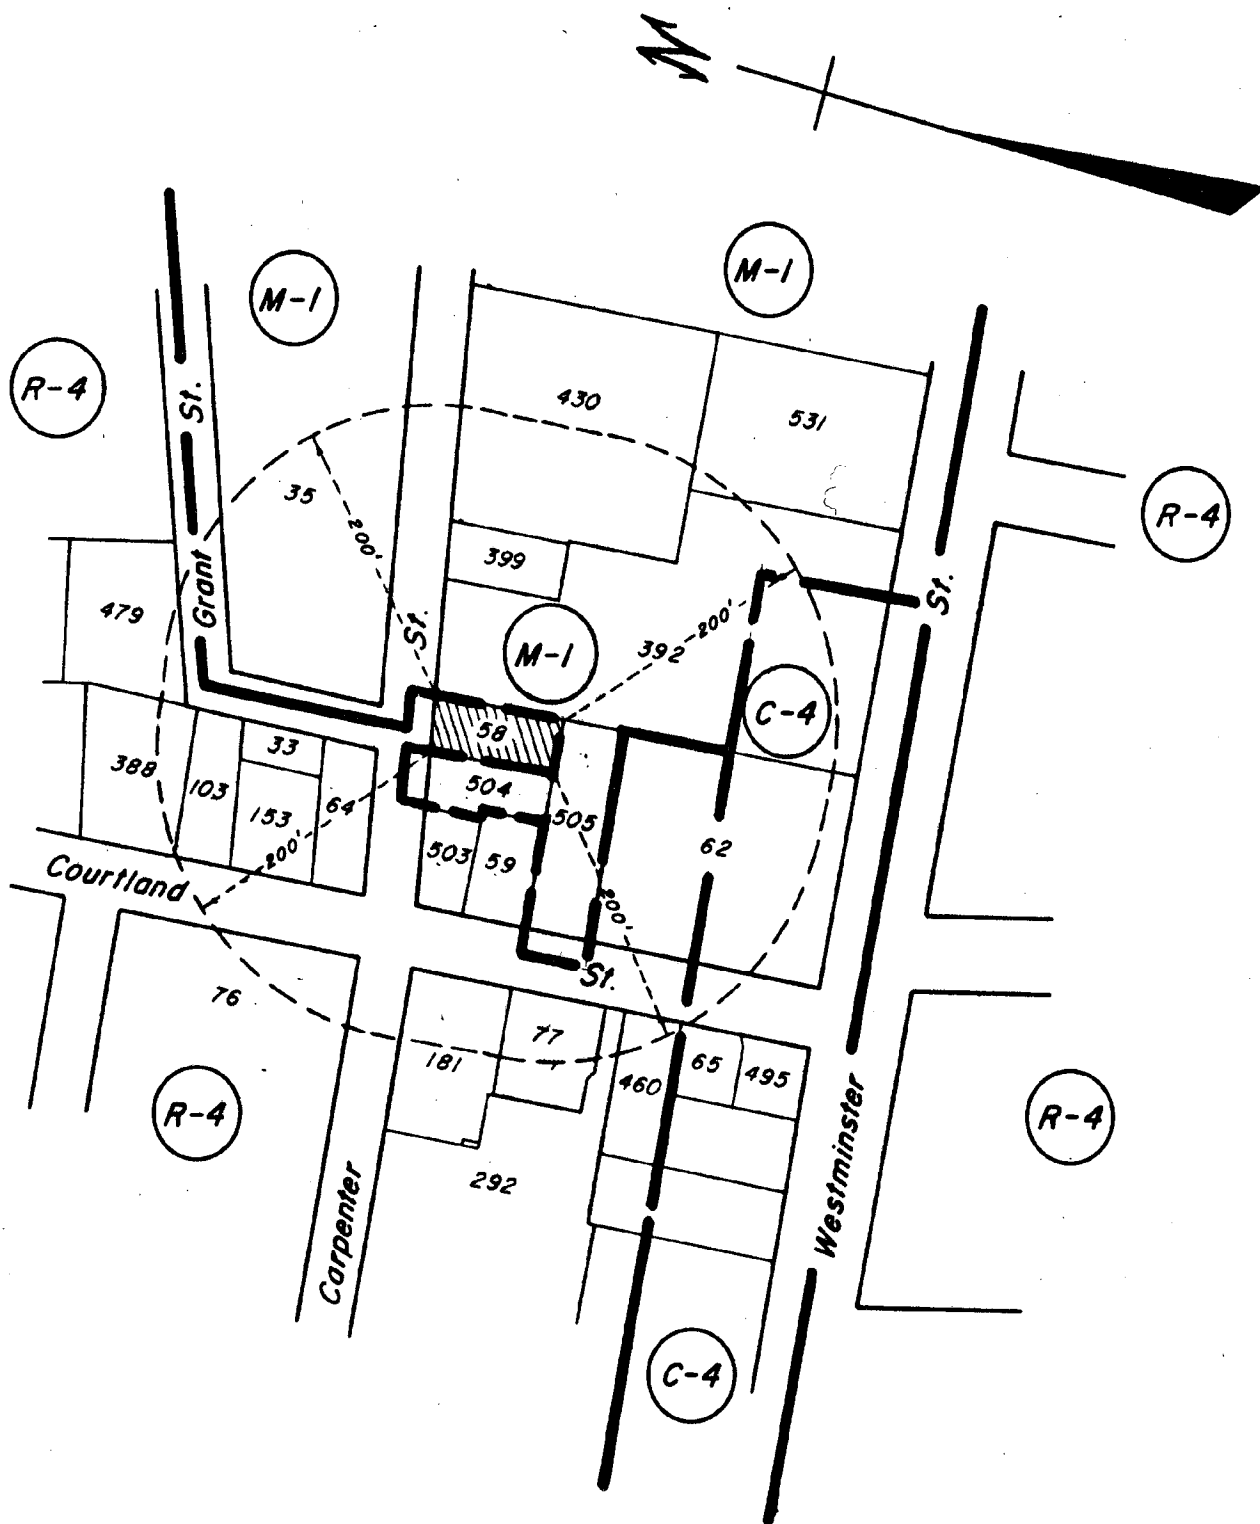 N
M-1
M-1
R-4
St.
430
531
35
200'
R-4
399
Grant
479
St.
St.
M-1
392
200'
C-4
58
33
388
103
504
153
64
505
62
503
59
200'
Courtland
200'
St.
76
77
181
65
495
460
R-4
R-4
292
Westminster
Carpenter
C-4